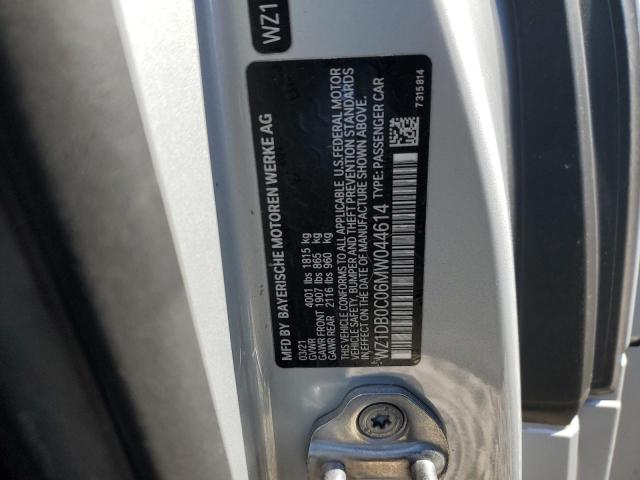 WZ1
MFD BY BAYERISCHE MOTOREN WERKE AG
03/21
GVWR 4001 lbs 1815 kg
GAWR FRONT 1907 lbs 865 kg
GAWR REAR 2116 lbs 960 kg
THIS VEHICLE CONFORMS TO ALL APPLICABLE U.S.FEDERAL MOTOR
VEHICLE SAFETY, BUMPER AND THEFT PREVENTION STANDARDS
IN EFFECT ON THE DATE OF MANUFACTURE SHOWN ABOVE.
WZ1DB0C06MW044614 TYPE: PASSENGER CAR
7 315 814